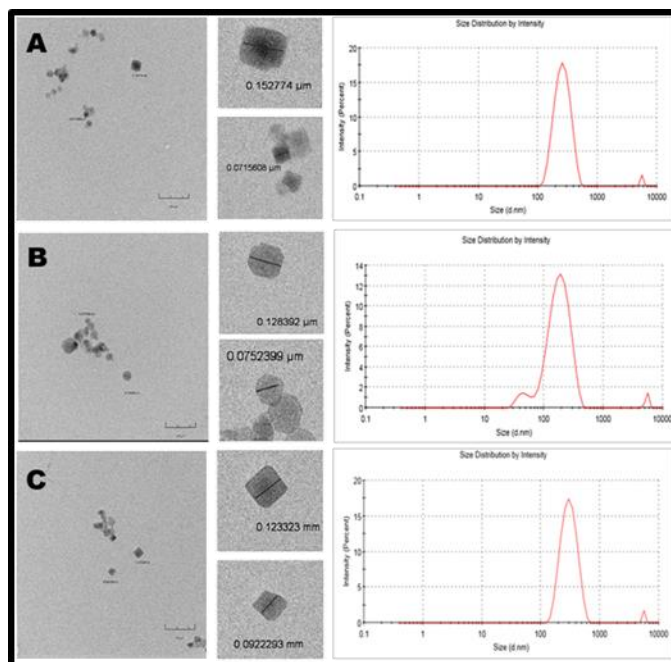 A
0.152774 µm
0.0715608 µm
Size Distribution by Intensity
Intensity (Percent)
20
15
10
5
0
0.1 1 10 100 1000 10000
Size (d.nm)
B
0.128392 µm
0.0752399 µm
Size Distribution by Intensity
Intensity (Percent)
14
12
10
8
6
4
2
0
0.1 1 10 100 1000 10000
Size (d.nm)
C
0.123323 mm
0.0922293 mm
Size Distribution by Intensity
Intensity (Percent)
20
15
10
5
0
0.1 1 10 100 1000 10000
Size (d.nm)